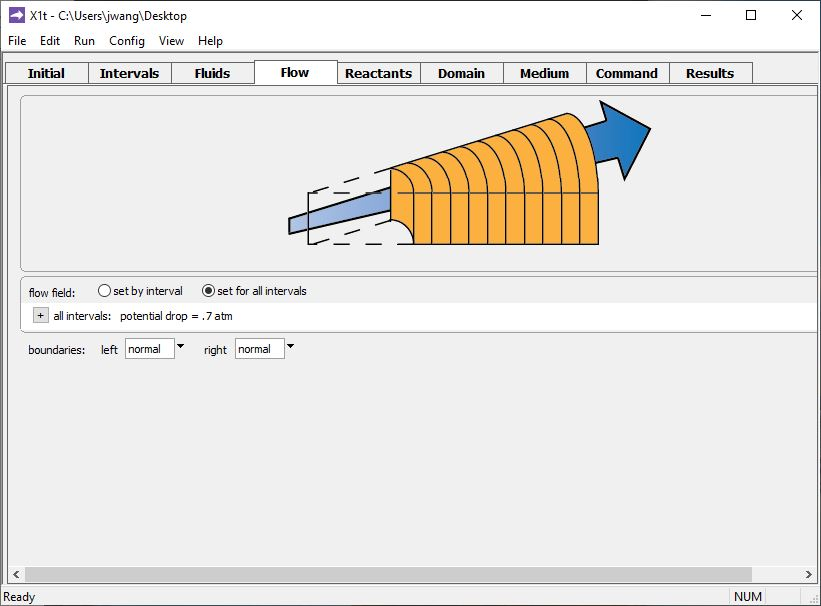 X1t - C:\Users\jwang\Desktop
File Edit Run Config View Help
Initial Intervals Fluids Flow Reactants Domain Medium Command Results
flow field: set by interval set for all intervals
+ all intervals: potential drop = .7 atm
boundaries: left normal right normal
Ready NUM